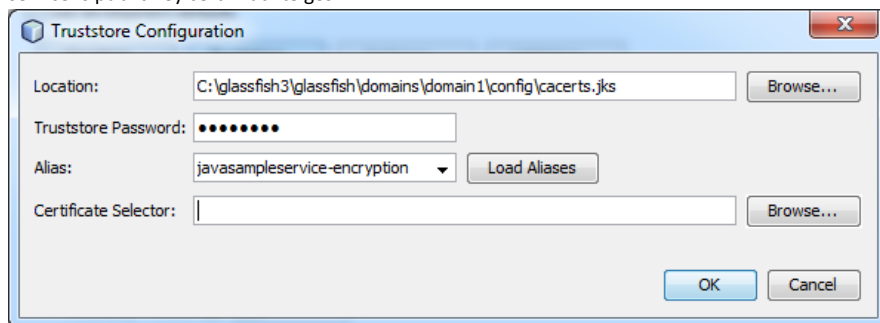 Truststore Configuration
Location: C:\glassfish3\glassfish\domains\domain1\config\cacerts.jks Browse...
Truststore Password: ●●●●●●●●
Alias: javasampleservice-encryption Load Aliases
Certificate Selector: Browse...
OK Cancel